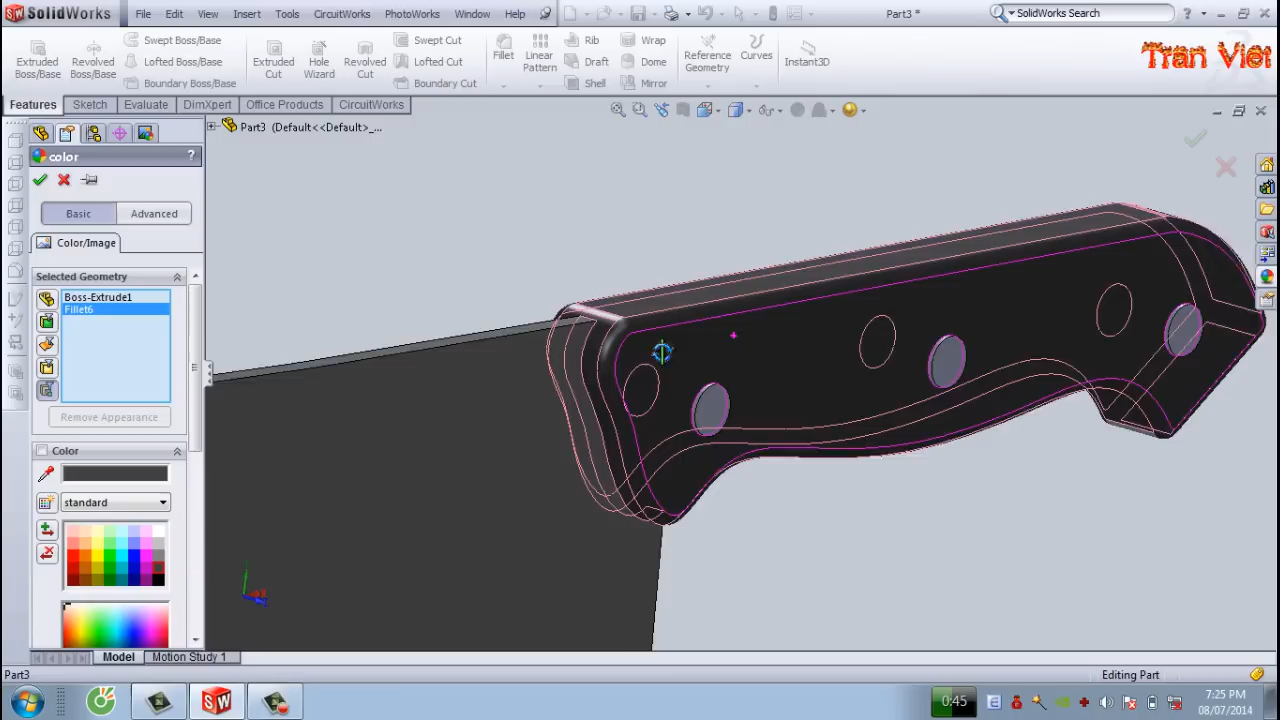 SolidWorks File Edit View Insert Tools CircuitWorks PhotoWorks Window Help Part3 * SolidWorks Search ?
Tran Viet
Extruded Boss/Base
Revolved Boss/Base
Swept Boss/Base
Lofted Boss/Base
Boundary Boss/Base
Extruded Cut
Hole Wizard
Revolved Cut
Swept Cut
Lofted Cut
Boundary Cut
Fillet
Linear Pattern
Rib
Draft
Shell
Wrap
Dome
Mirror
Reference Geometry
Curves
Instant3D
Features Sketch Evaluate DimXpert Office Products CircuitWorks
Part3 (Default<<Default>_...
color ?
Basic Advanced
Color/Image
Selected Geometry
Boss-Extrude1
Fillet6
Remove Appearance
Color
standard
Model Motion Study 1
Part3 Editing Part
0:45
7:25 PM
08/07/2014